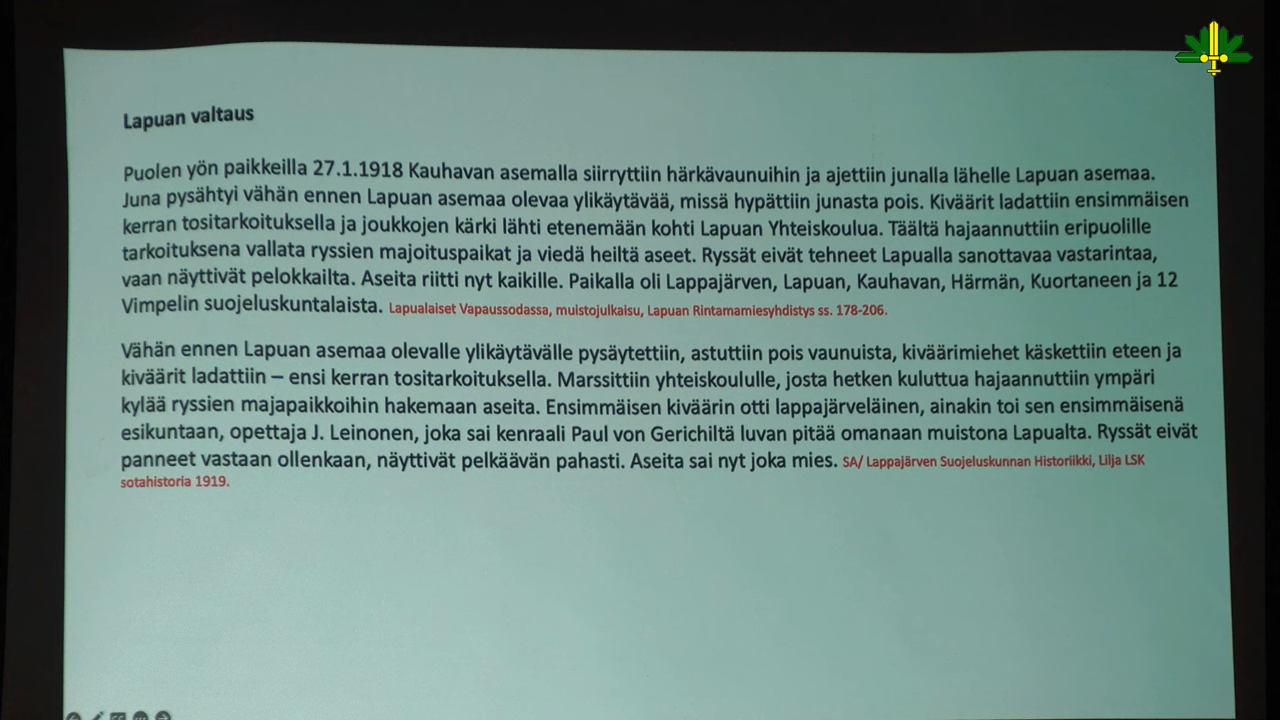 Lapuan valtaus
Puolen yön paikkeilla 27.1.1918 Kauhavan asemalla siirryttiin härkävaunuihin ja ajettiin junalla lähelle Lapuan asemaa.
Juna pysähtyi vähän ennen Lapuan asemaa olevaa ylikäytävää, missä hypättiin junasta pois. Kiväärit ladattiin ensimmäisen
kerran tositarkoituksella ja joukkojen kärki lähti etenemään kohti Lapuan Yhteiskoulua. Täältä hajaannuttiin eripuolille
tarkoituksena vallata ryssien majoituspaikat ja viedä heiltä aseet. Ryssät eivät tehneet Lapualla sanottavaa vastarintaa,
vaan näyttivät pelokkailta. Aseita riitti nyt kaikille. Paikalla oli Lappajärven, Lapuan, Kauhavan, Härmän, Kuortaneen ja 12
Vimpelin suojeluskuntalaista. Lapualaiset Vapaussodassa, muistojulkaisu, Lapuan Rintamamiesyhdistys ss. 178-206.
Vähän ennen Lapuan asemaa olevalle ylikäytävälle pysäytettiin, astuttiin pois vaunuista, kiväärimiehet käskettiin eteen ja
kiväärit ladattiin – ensi kerran tositarkoituksella. Marssittiin yhteiskoululle, josta hetken kuluttua hajaannuttiin ympäri
kylää ryssien majapaikkoihin hakemaan aseita. Ensimmäisen kiväärin otti lappajärveläinen, ainakin toi sen ensimmäisenä
esikuntaan, opettaja J. Leinonen, joka sai kenraali Paul von Gerichiltä luvan pitää omanaan muistona Lapualta. Ryssät eivät
panneet vastaan ollenkaan, näyttivät pelkäävän pahasti. Aseita sai nyt joka mies. SA/ Lappajärven Suojeluskunnan Historiikki, Lilja LSK
sotahistoria 1919.